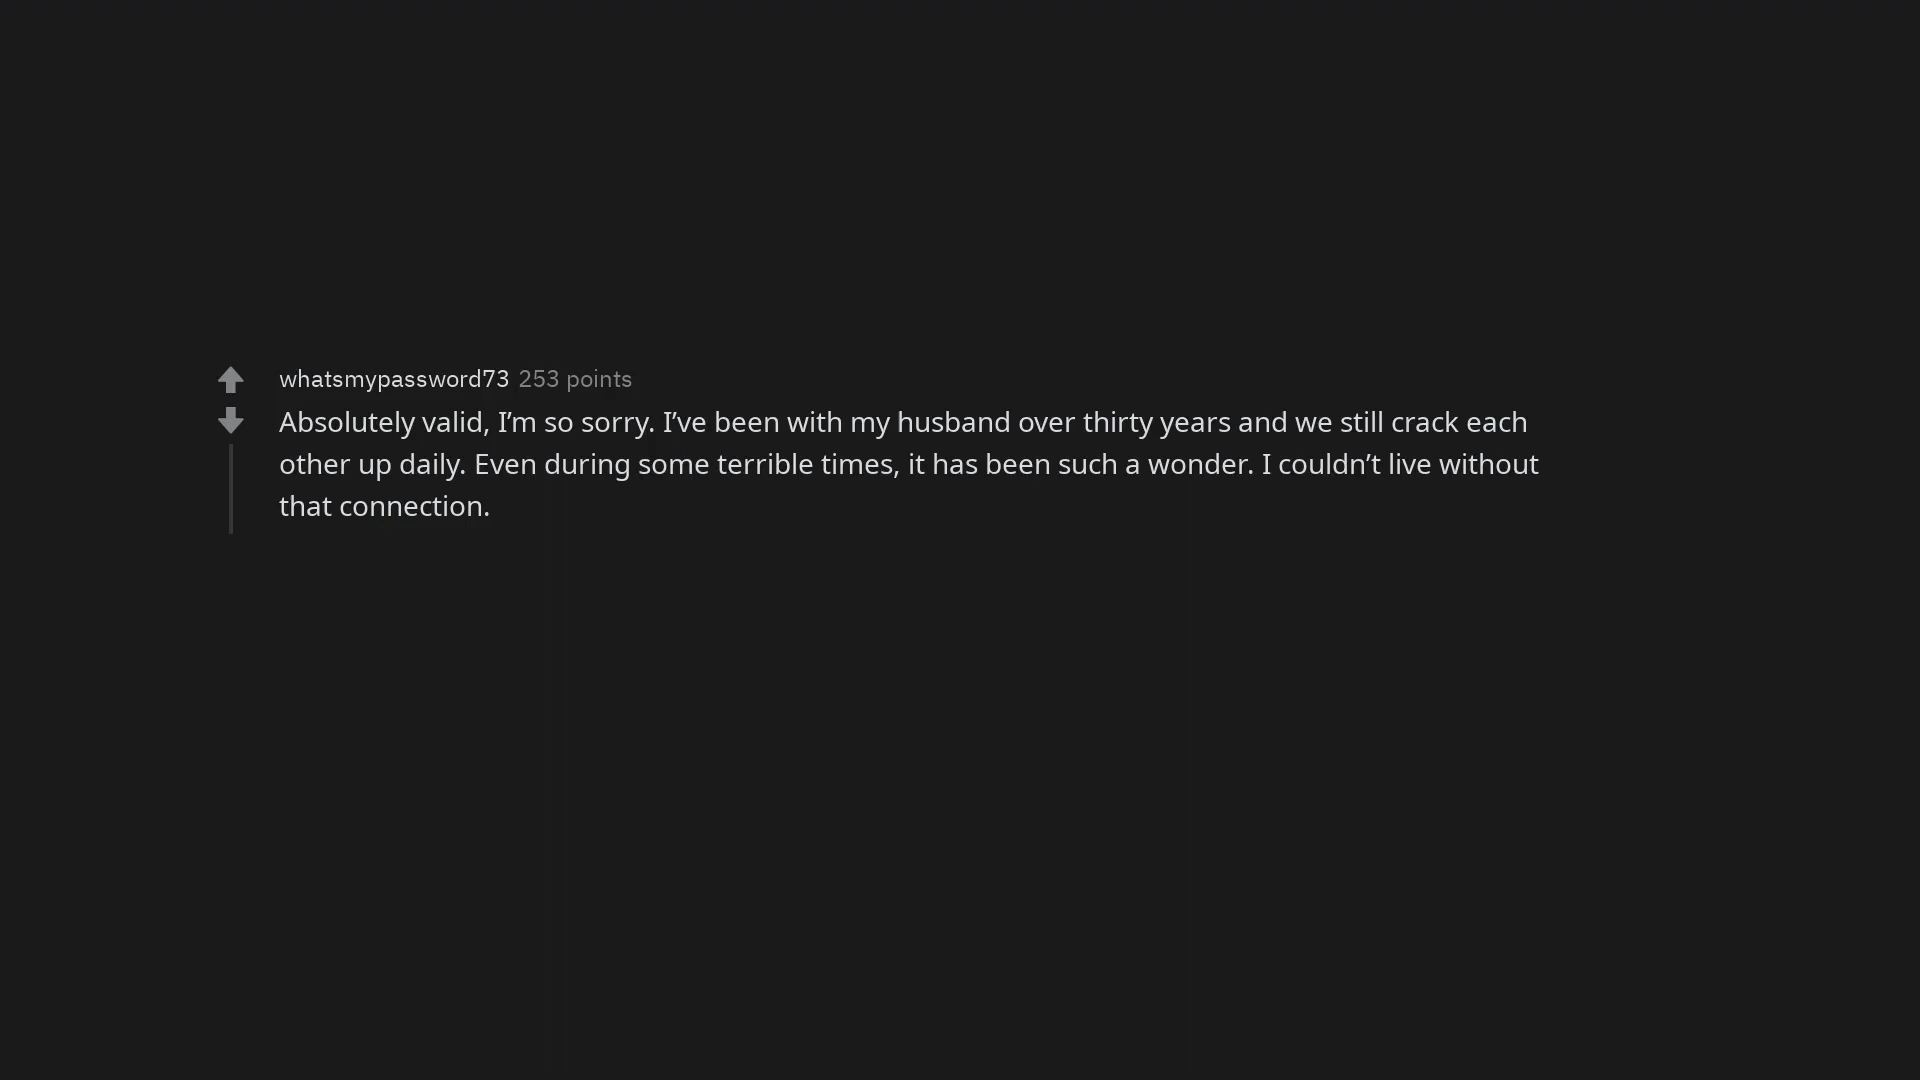 whatsmypassword73 253 points
Absolutely valid, I’m so sorry. I’ve been with my husband over thirty years and we still crack each
other up daily. Even during some terrible times, it has been such a wonder. I couldn’t live without
that connection.